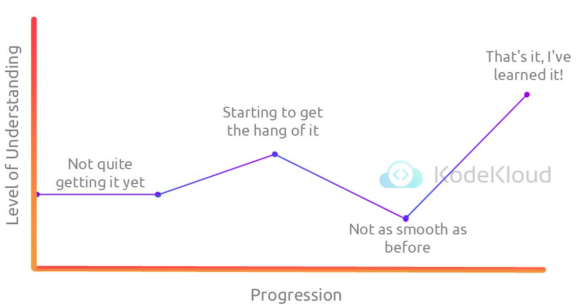 That's it, I've
learned it!
Starting to get
the hang of it
Not quite
getting it yet
KodeKloud
Not as smooth as
before
Level of Understanding
Progression